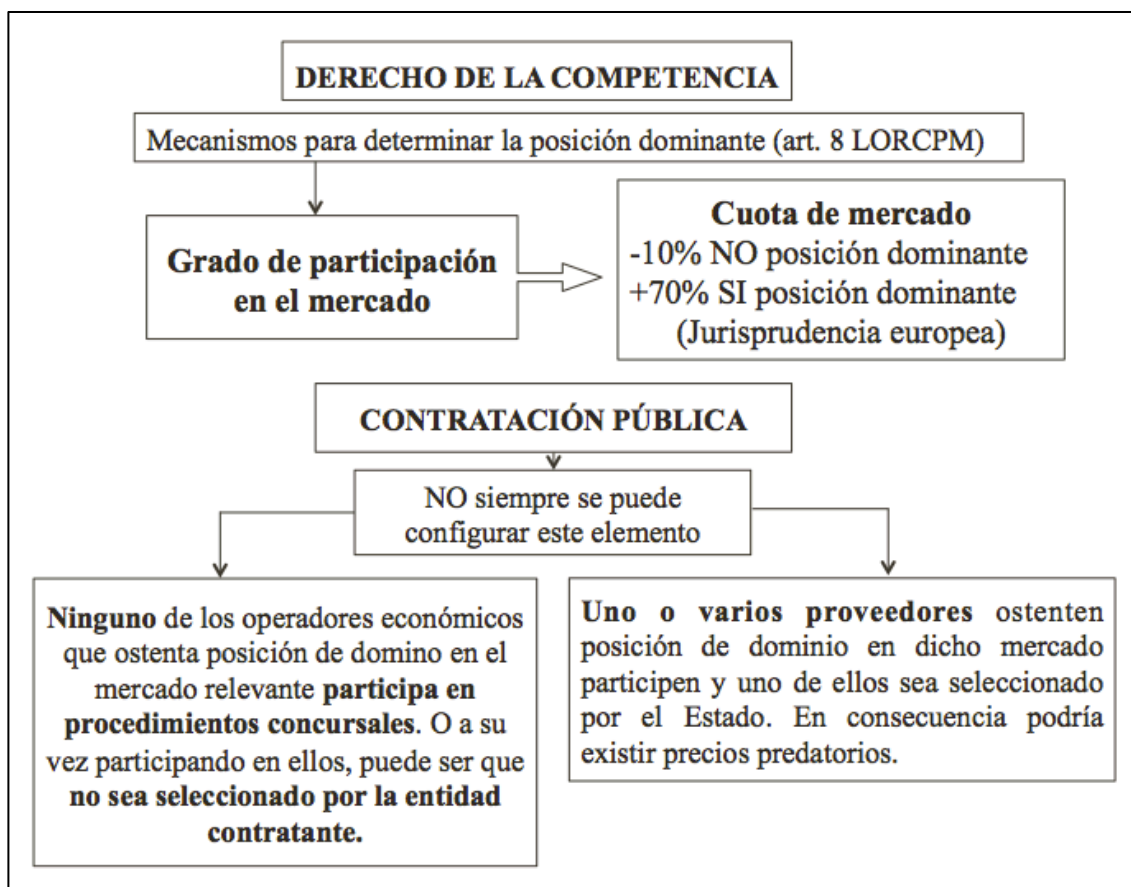 DERECHO DE LA COMPETENCIA
Mecanismos para determinar la posición dominante (art. 8 LORCPM)
Grado de participación
en el mercado
Cuota de mercado
-10% NO posición dominante
+70% SI posición dominante
(Jurisprudencia europea)
CONTRATACIÓN PÚBLICA
NO siempre se puede
configurar este elemento
Ninguno de los operadores económicos
que ostenta posición de domino en el
mercado relevante participa en
procedimientos concursales. O a su
vez participando en ellos, puede ser que
no sea seleccionado por la entidad
contratante.
Uno o varios proveedores ostenten
posición de dominio en dicho mercado
participen y uno de ellos sea seleccionado
por el Estado. En consecuencia podría
existir precios predatorios.